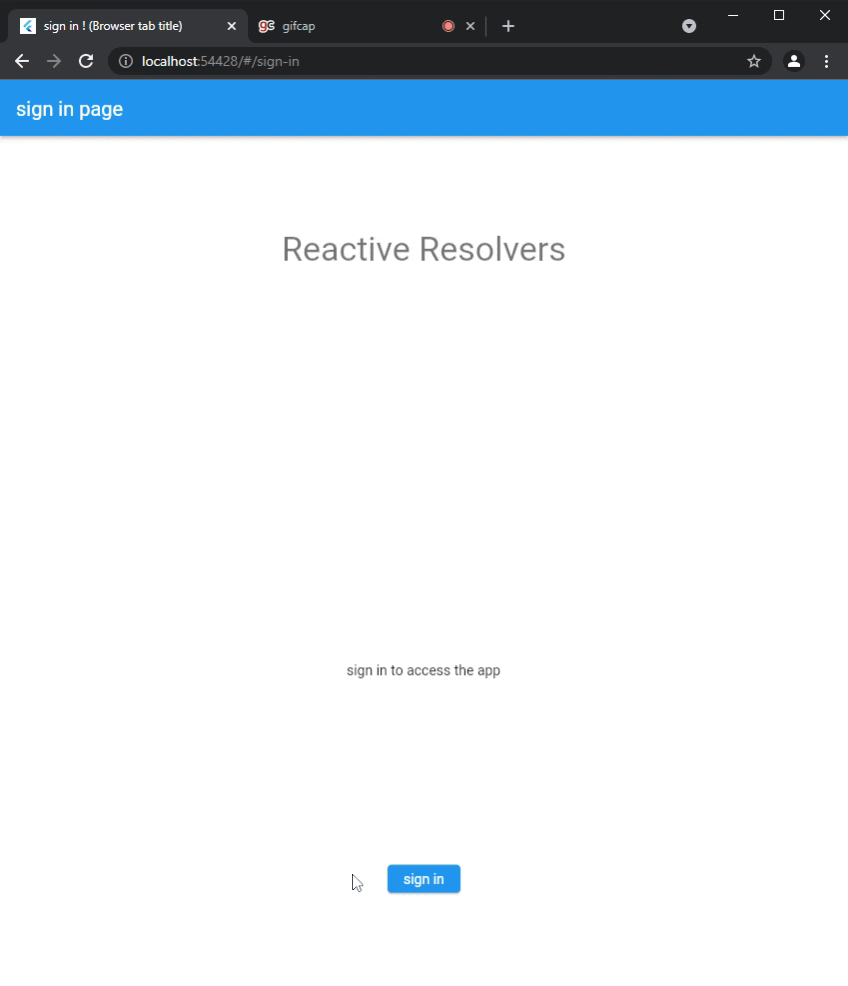 sign in ! (Browser tab title)
gc gifcap
localhost:54428/#/sign-in
sign in page
Reactive Resolvers
sign in to access the app
sign in